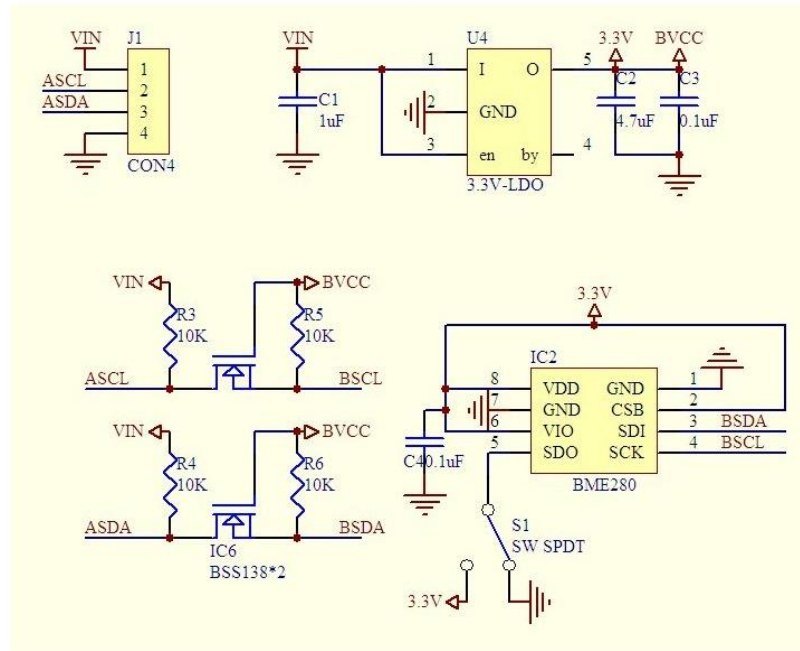 VIN J1 VIN U4 3.3V BVCC
1 1 I O 5 C2 C3
ASCL 2
ASDA 3 C1 2 GND
4 1uF 4.7uF 0.1uF
3 en by 4
CON4 3.3V-LDO
VIN BVCC
R3 R5
10K 10K
ASCL BSCL
VIN BVCC
R4 R6
10K 10K
ASDA BSDA
IC6
BSS138*2
3.3V
IC2
8 VDD GND 1
7 GND CSB 2
6 VIO SDI 3 BSDA
5 SDO SCK 4 BSCL
C4 0.1uF
BME280
S1
SW SPDT
3.3V